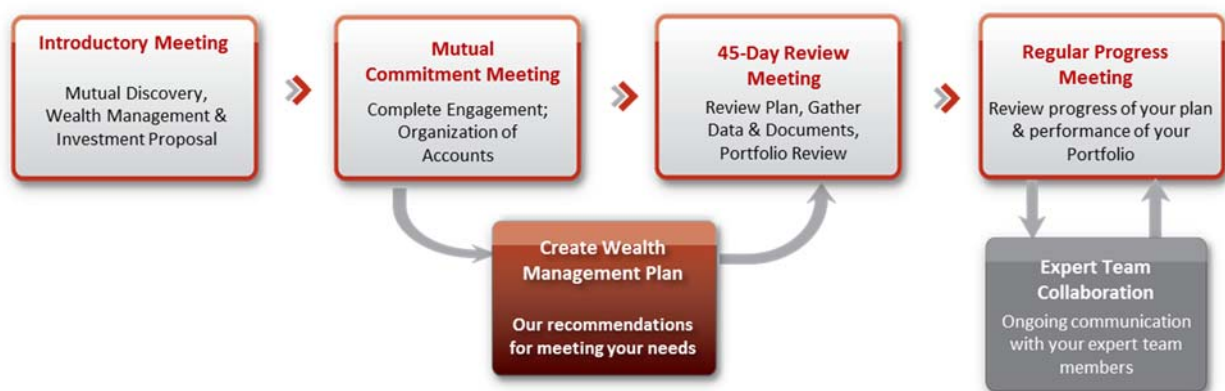 Introductory Meeting
Mutual Discovery,
Wealth Management &
Investment Proposal
Mutual
Commitment Meeting
Complete Engagement;
Organization of
Accounts
45-Day Review
Meeting
Review Plan, Gather
Data & Documents,
Portfolio Review
Regular Progress
Meeting
Review progress of your plan
& performance of your
Portfolio
Create Wealth
Management Plan
Our recommendations
for meeting your needs
Expert Team
Collaboration
Ongoing communication
with your expert team
members